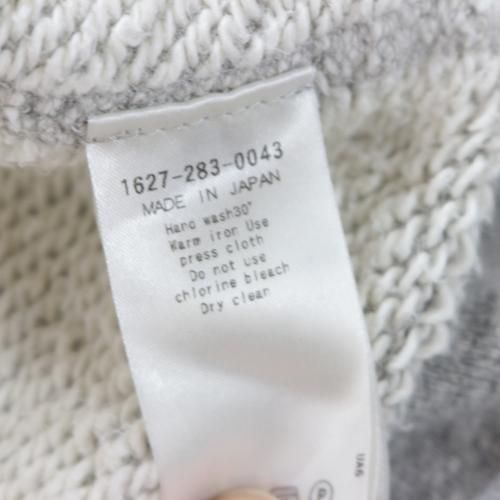 1627-283-0043
MADE IN JAPAN
Hand wash30°
Warm iron Use
press cloth
Do not use
chlorine bleach
Dry clean
UA6